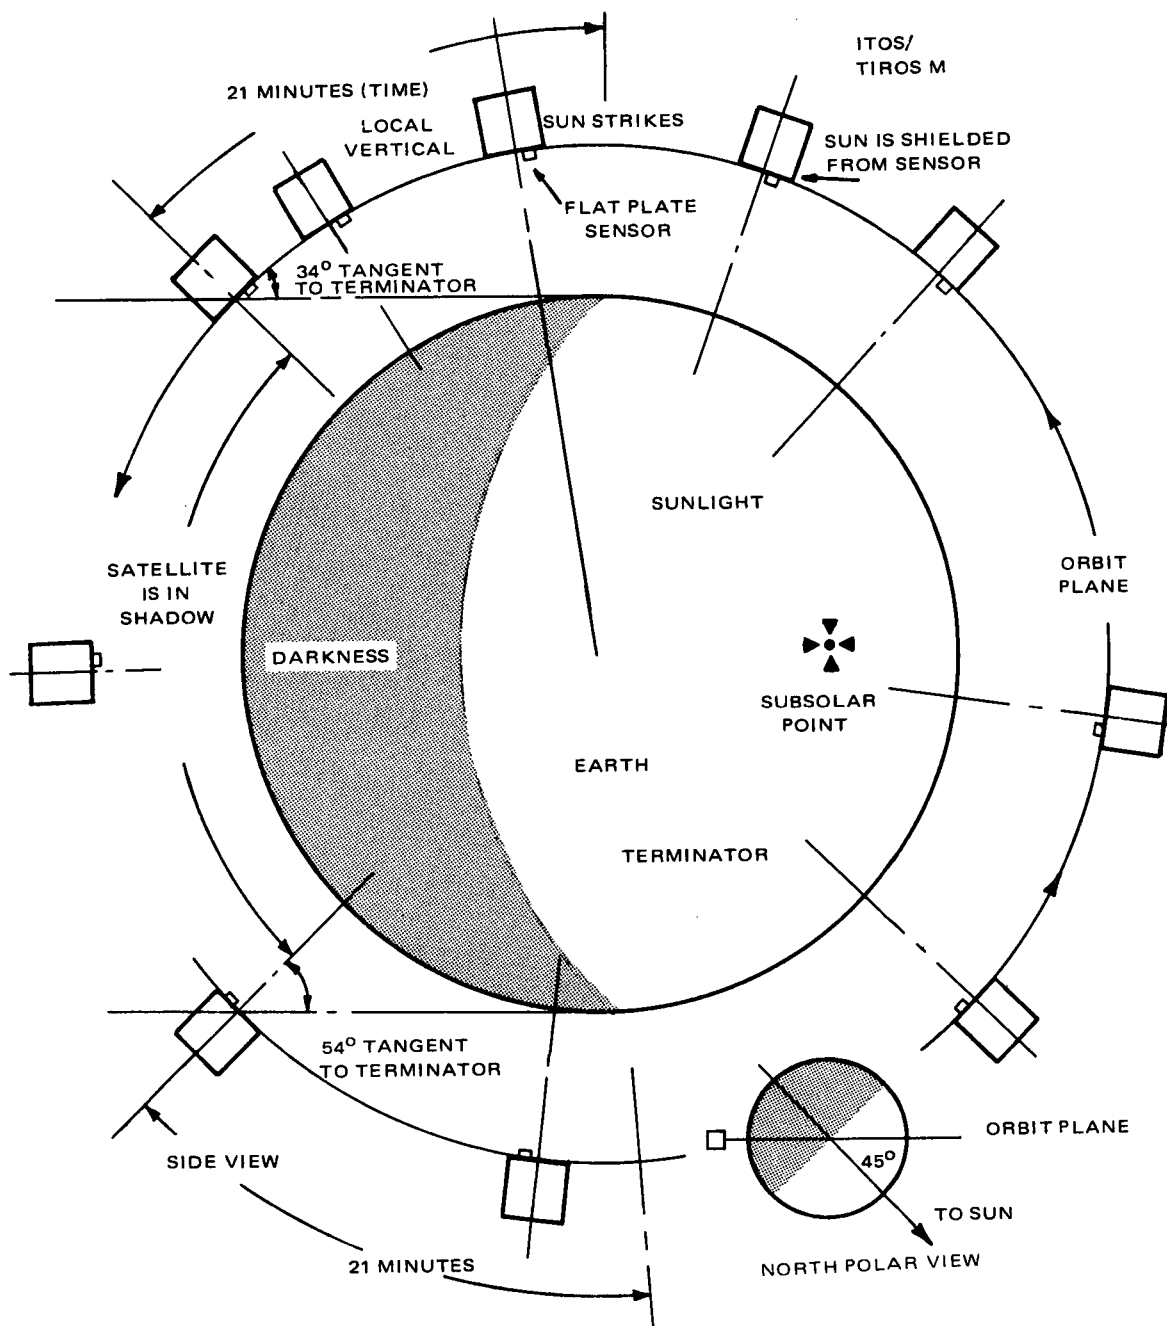 ITOS/
TIROS M
21 MINUTES (TIME)
LOCAL
VERTICAL
SUN STRIKES
SUN IS SHIELDED
FROM SENSOR
FLAT PLATE
SENSOR
34° TANGENT
TO TERMINATOR
SUNLIGHT
SATELLITE
IS IN
SHADOW
ORBIT
PLANE
DARKNESS
SUBSOLAR
POINT
EARTH
TERMINATOR
54° TANGENT
TO TERMINATOR
ORBIT PLANE
45°
SIDE VIEW
TO SUN
21 MINUTES
NORTH POLAR VIEW